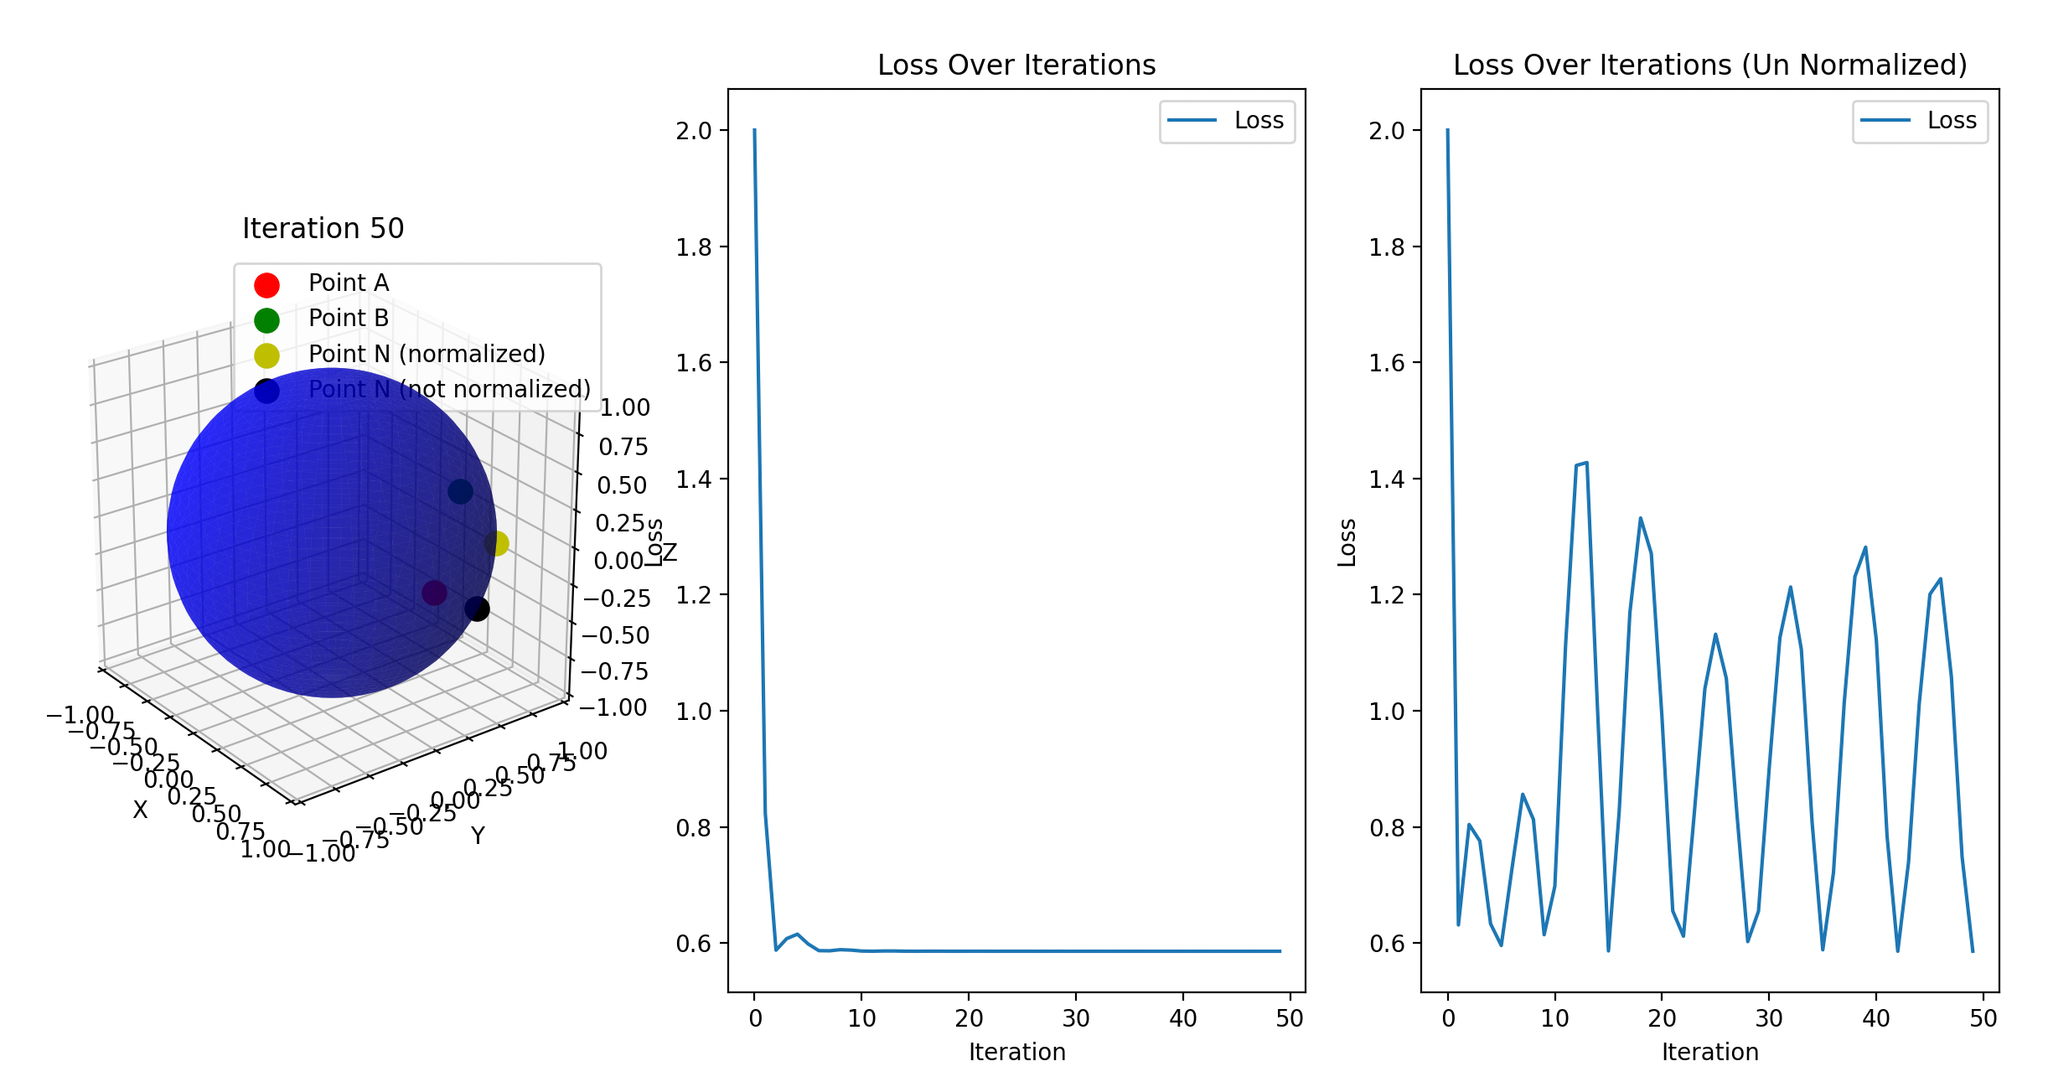 Iteration 50
Point A
Point B
Point N (normalized)
Point N (not normalized)
1.00
0.75
0.50
0.25
0.00
−0.25
−0.50
−0.75
−1.00
Z
−1.00
−0.75
−0.50
−0.25
0.00
0.25
0.50
0.75
1.00
X
−1.00
−0.75
−0.50
−0.25
0.00
0.25
0.50
0.75
1.00
Y
Loss Over Iterations
Loss
2.0
1.8
1.6
1.4
1.2
1.0
0.8
0.6
Loss
0 10 20 30 40 50
Iteration
Loss Over Iterations (Un Normalized)
Loss
2.0
1.8
1.6
1.4
1.2
1.0
0.8
0.6
Loss
0 10 20 30 40 50
Iteration